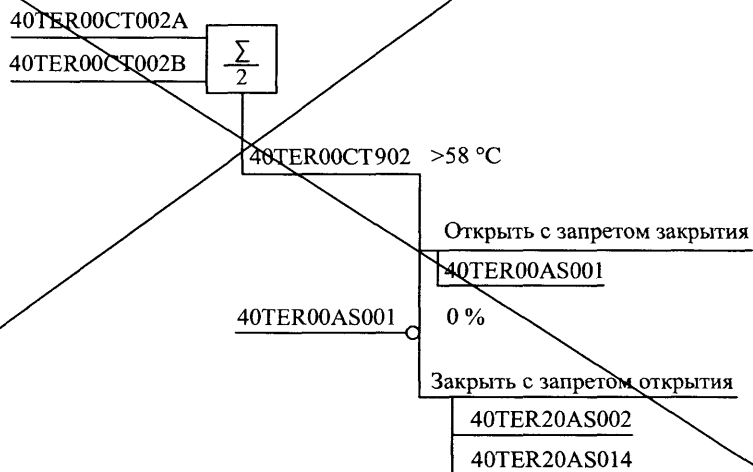 40TER00CT002A
40TER00CT002B
Σ
2
40TER00CT902 >58 °C
Открыть с запретом закрытия
40TER00AS001
40TER00AS001 0 %
Закрыть с запретом открытия
40TER20AS002
40TER20AS014